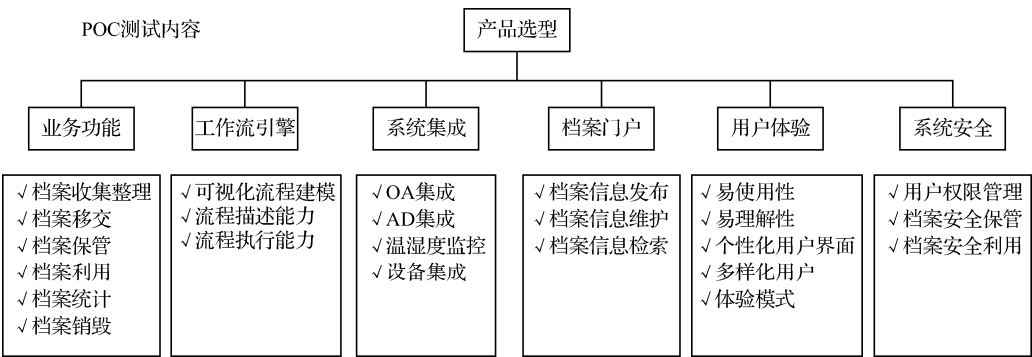 POC测试内容
产品选型
业务功能
工作流引擎
系统集成
档案门户
用户体验
系统安全
√档案收集整理
√档案移交
√档案保管
√档案利用
√档案统计
√档案销毁
√可视化流程建模
√流程描述能力
√流程执行能力
√OA集成
√AD集成
√温湿度监控
√设备集成
√档案信息发布
√档案信息维护
√档案信息检索
√易使用性
√易理解性
√个性化用户界面
√多样化用户
√体验模式
√用户权限管理
√档案安全保管
√档案安全利用